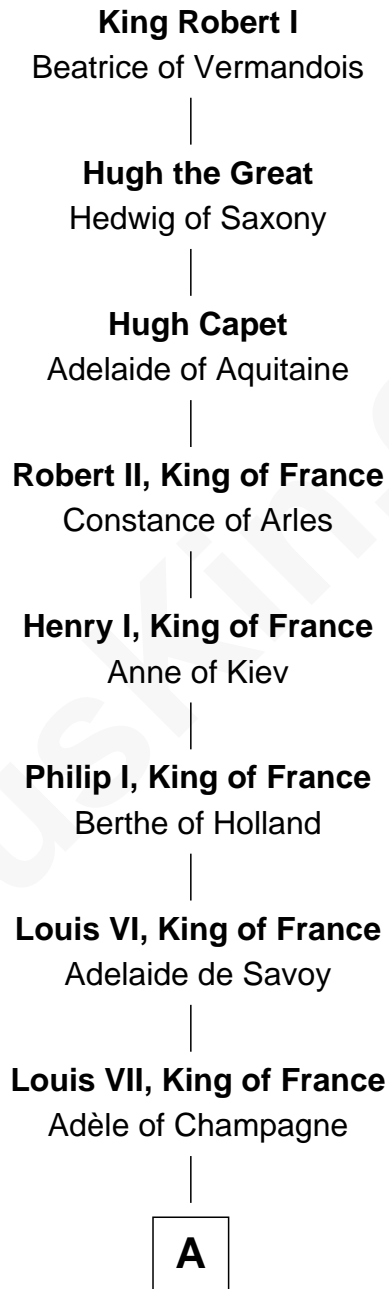 King Robert I
Beatrice of Vermandois
Hugh the Great
Hedwig of Saxony
Hugh Capet
Adelaide of Aquitaine
Robert II, King of France
Constance of Arles
Henry I, King of France
Anne of Kiev
Philip I, King of France
Berthe of Holland
Louis VI, King of France
Adelaide de Savoy
Louis VII, King of France
Adèle of Champagne
A